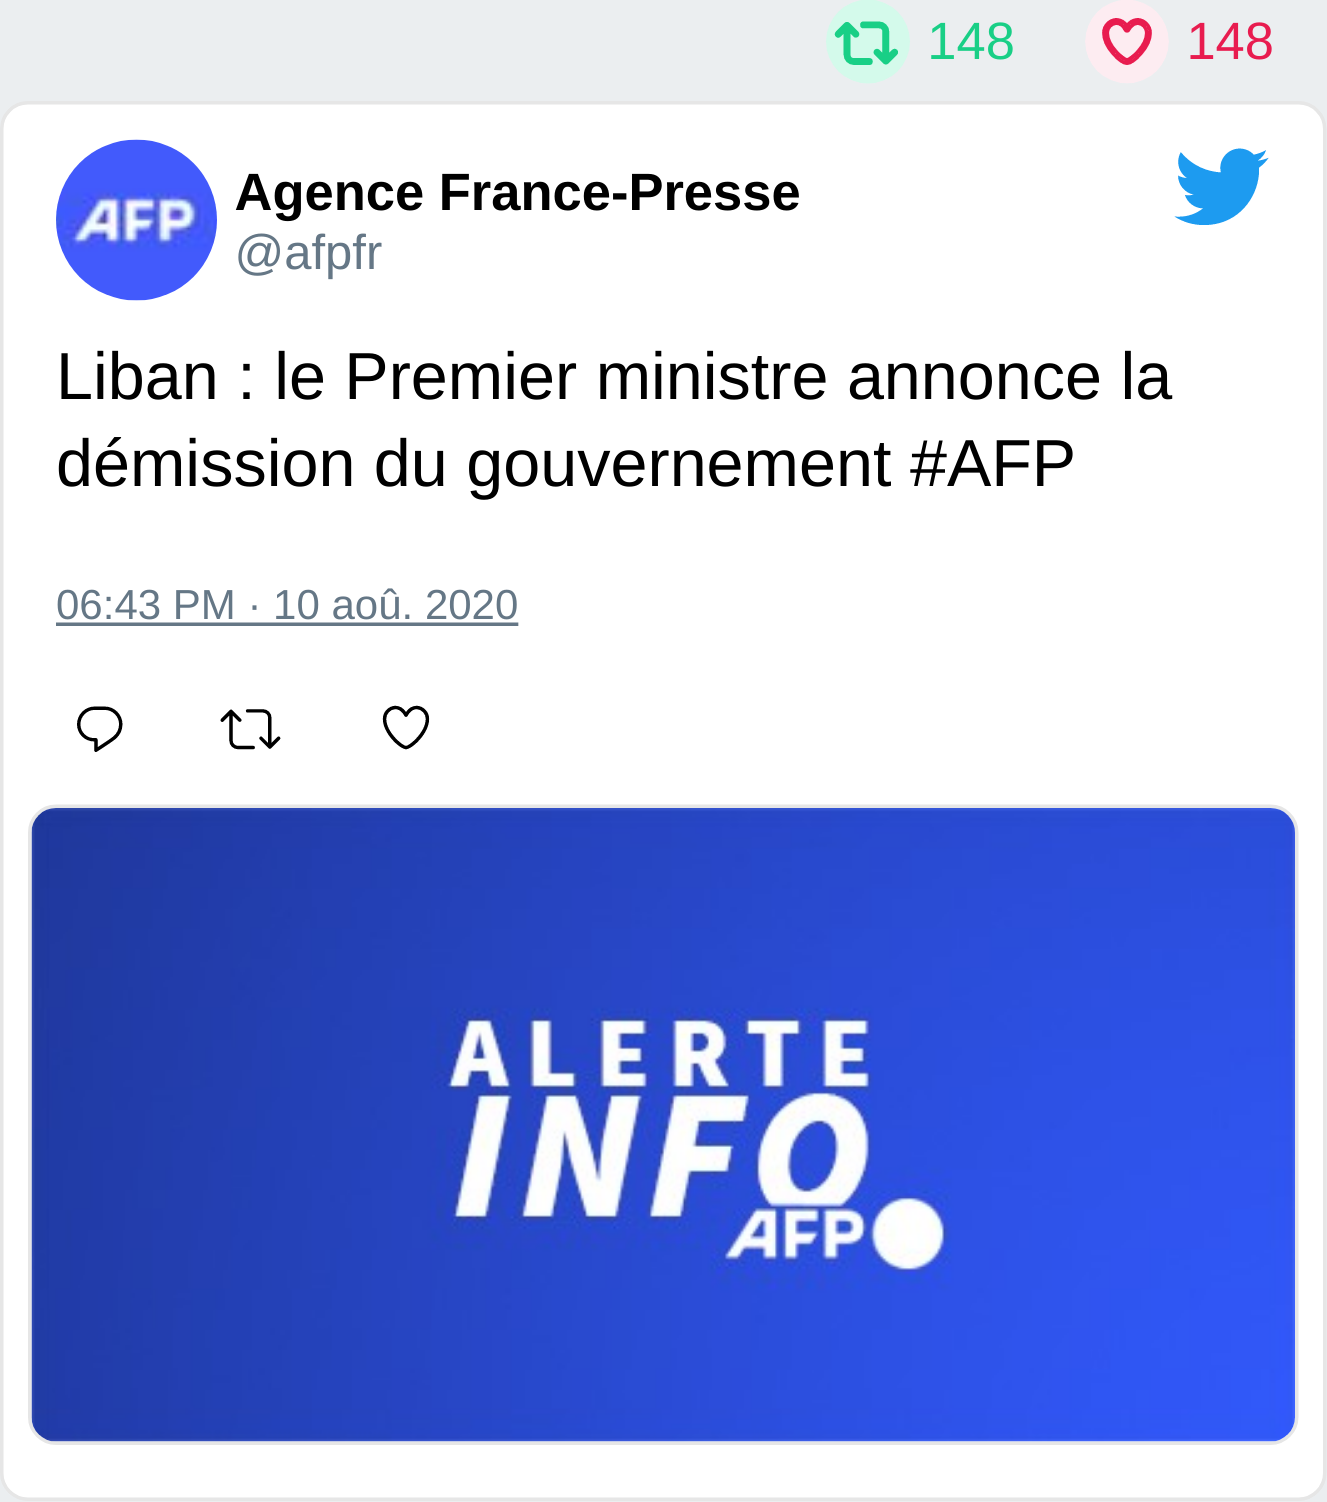 148 148
AFP
Agence France-Presse
@afpfr
Liban : le Premier ministre annonce la
démission du gouvernement #AFP
06:43 PM · 10 aoû. 2020
ALERTE
INFO
AFP